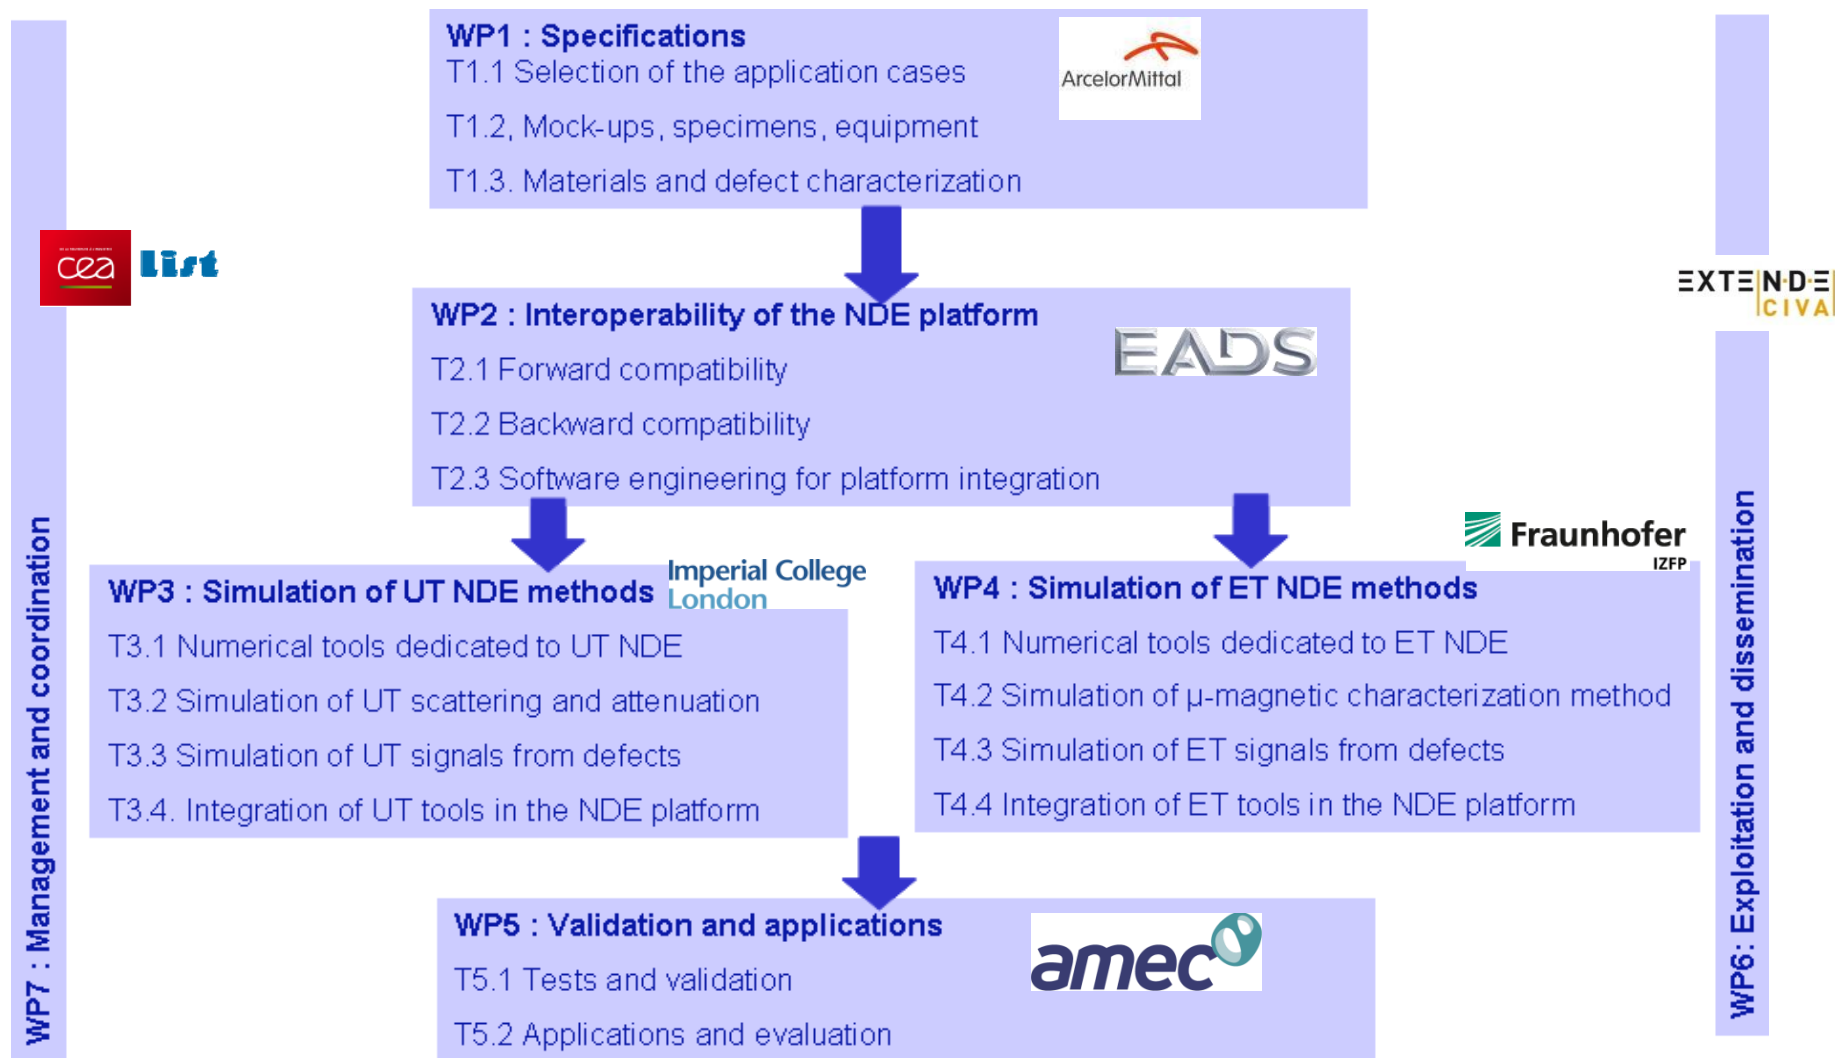 WP1 : Specifications
T1.1 Selection of the application cases
T1.2, Mock-ups, specimens, equipment
T1.3. Materials and defect characterization
ArcelorMittal
cea
list
EXTENDE
CIVA
WP2 : Interoperability of the NDE platform
T2.1 Forward compatibility
T2.2 Backward compatibility
T2.3 Software engineering for platform integration
EADS
WP3 : Simulation of UT NDE methods
Imperial College
London
T3.1 Numerical tools dedicated to UT NDE
T3.2 Simulation of UT scattering and attenuation
T3.3 Simulation of UT signals from defects
T3.4. Integration of UT tools in the NDE platform
Fraunhofer
IZFP
WP4 : Simulation of ET NDE methods
T4.1 Numerical tools dedicated to ET NDE
T4.2 Simulation of µ-magnetic characterization method
T4.3 Simulation of ET signals from defects
T4.4 Integration of ET tools in the NDE platform
WP5 : Validation and applications
T5.1 Tests and validation
T5.2 Applications and evaluation
amec
WP7 : Management and coordination
WP6: Exploitation and dissemination